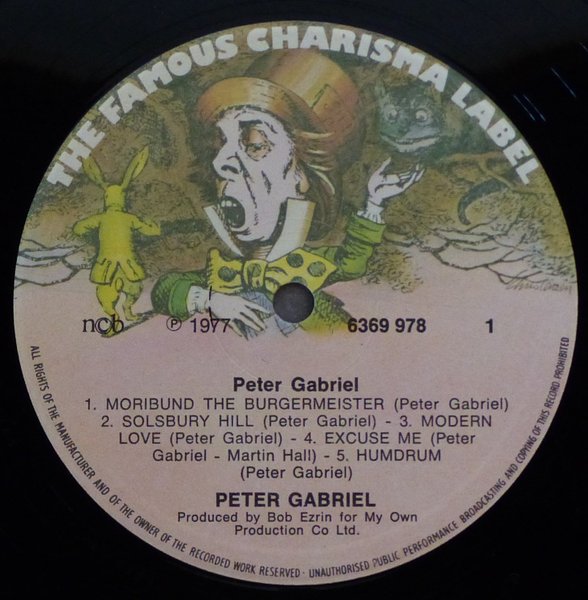 THE FAMOUS CHARISMA LABEL
ncb ℗ 1977 6369 978 1
Peter Gabriel
1. MORIBUND THE BURGERMEISTER (Peter Gabriel)
2. SOLSBURY HILL (Peter Gabriel) - 3. MODERN
LOVE (Peter Gabriel) - 4. EXCUSE ME (Peter
Gabriel - Martin Hall) - 5. HUMDRUM
(Peter Gabriel)
PETER GABRIEL
Produced by Bob Ezrin for My Own
Production Co Ltd.
ALL RIGHTS OF THE MANUFACTURER AND OF THE OWNER OF THE RECORDED WORK RESERVED · UNAUTHORISED PUBLIC PERFORMANCE BROADCASTING AND COPYING OF THIS RECORD PROHIBITED